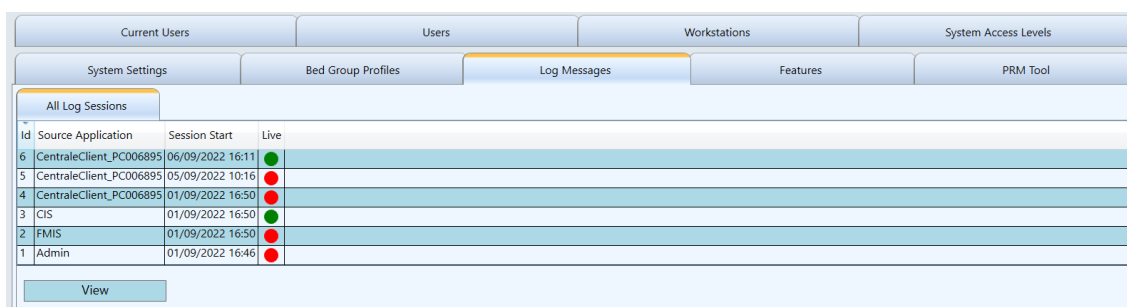 Current Users Users Workstations System Access Levels
System Settings Bed Group Profiles Log Messages Features PRM Tool
All Log Sessions
Id Source Application Session Start Live
6 CentraleClient_PC006895 06/09/2022 16:11
5 CentraleClient_PC006895 05/09/2022 10:16
4 CentraleClient_PC006895 01/09/2022 16:50
3 CIS 01/09/2022 16:50
2 FMIS 01/09/2022 16:50
1 Admin 01/09/2022 16:46
View